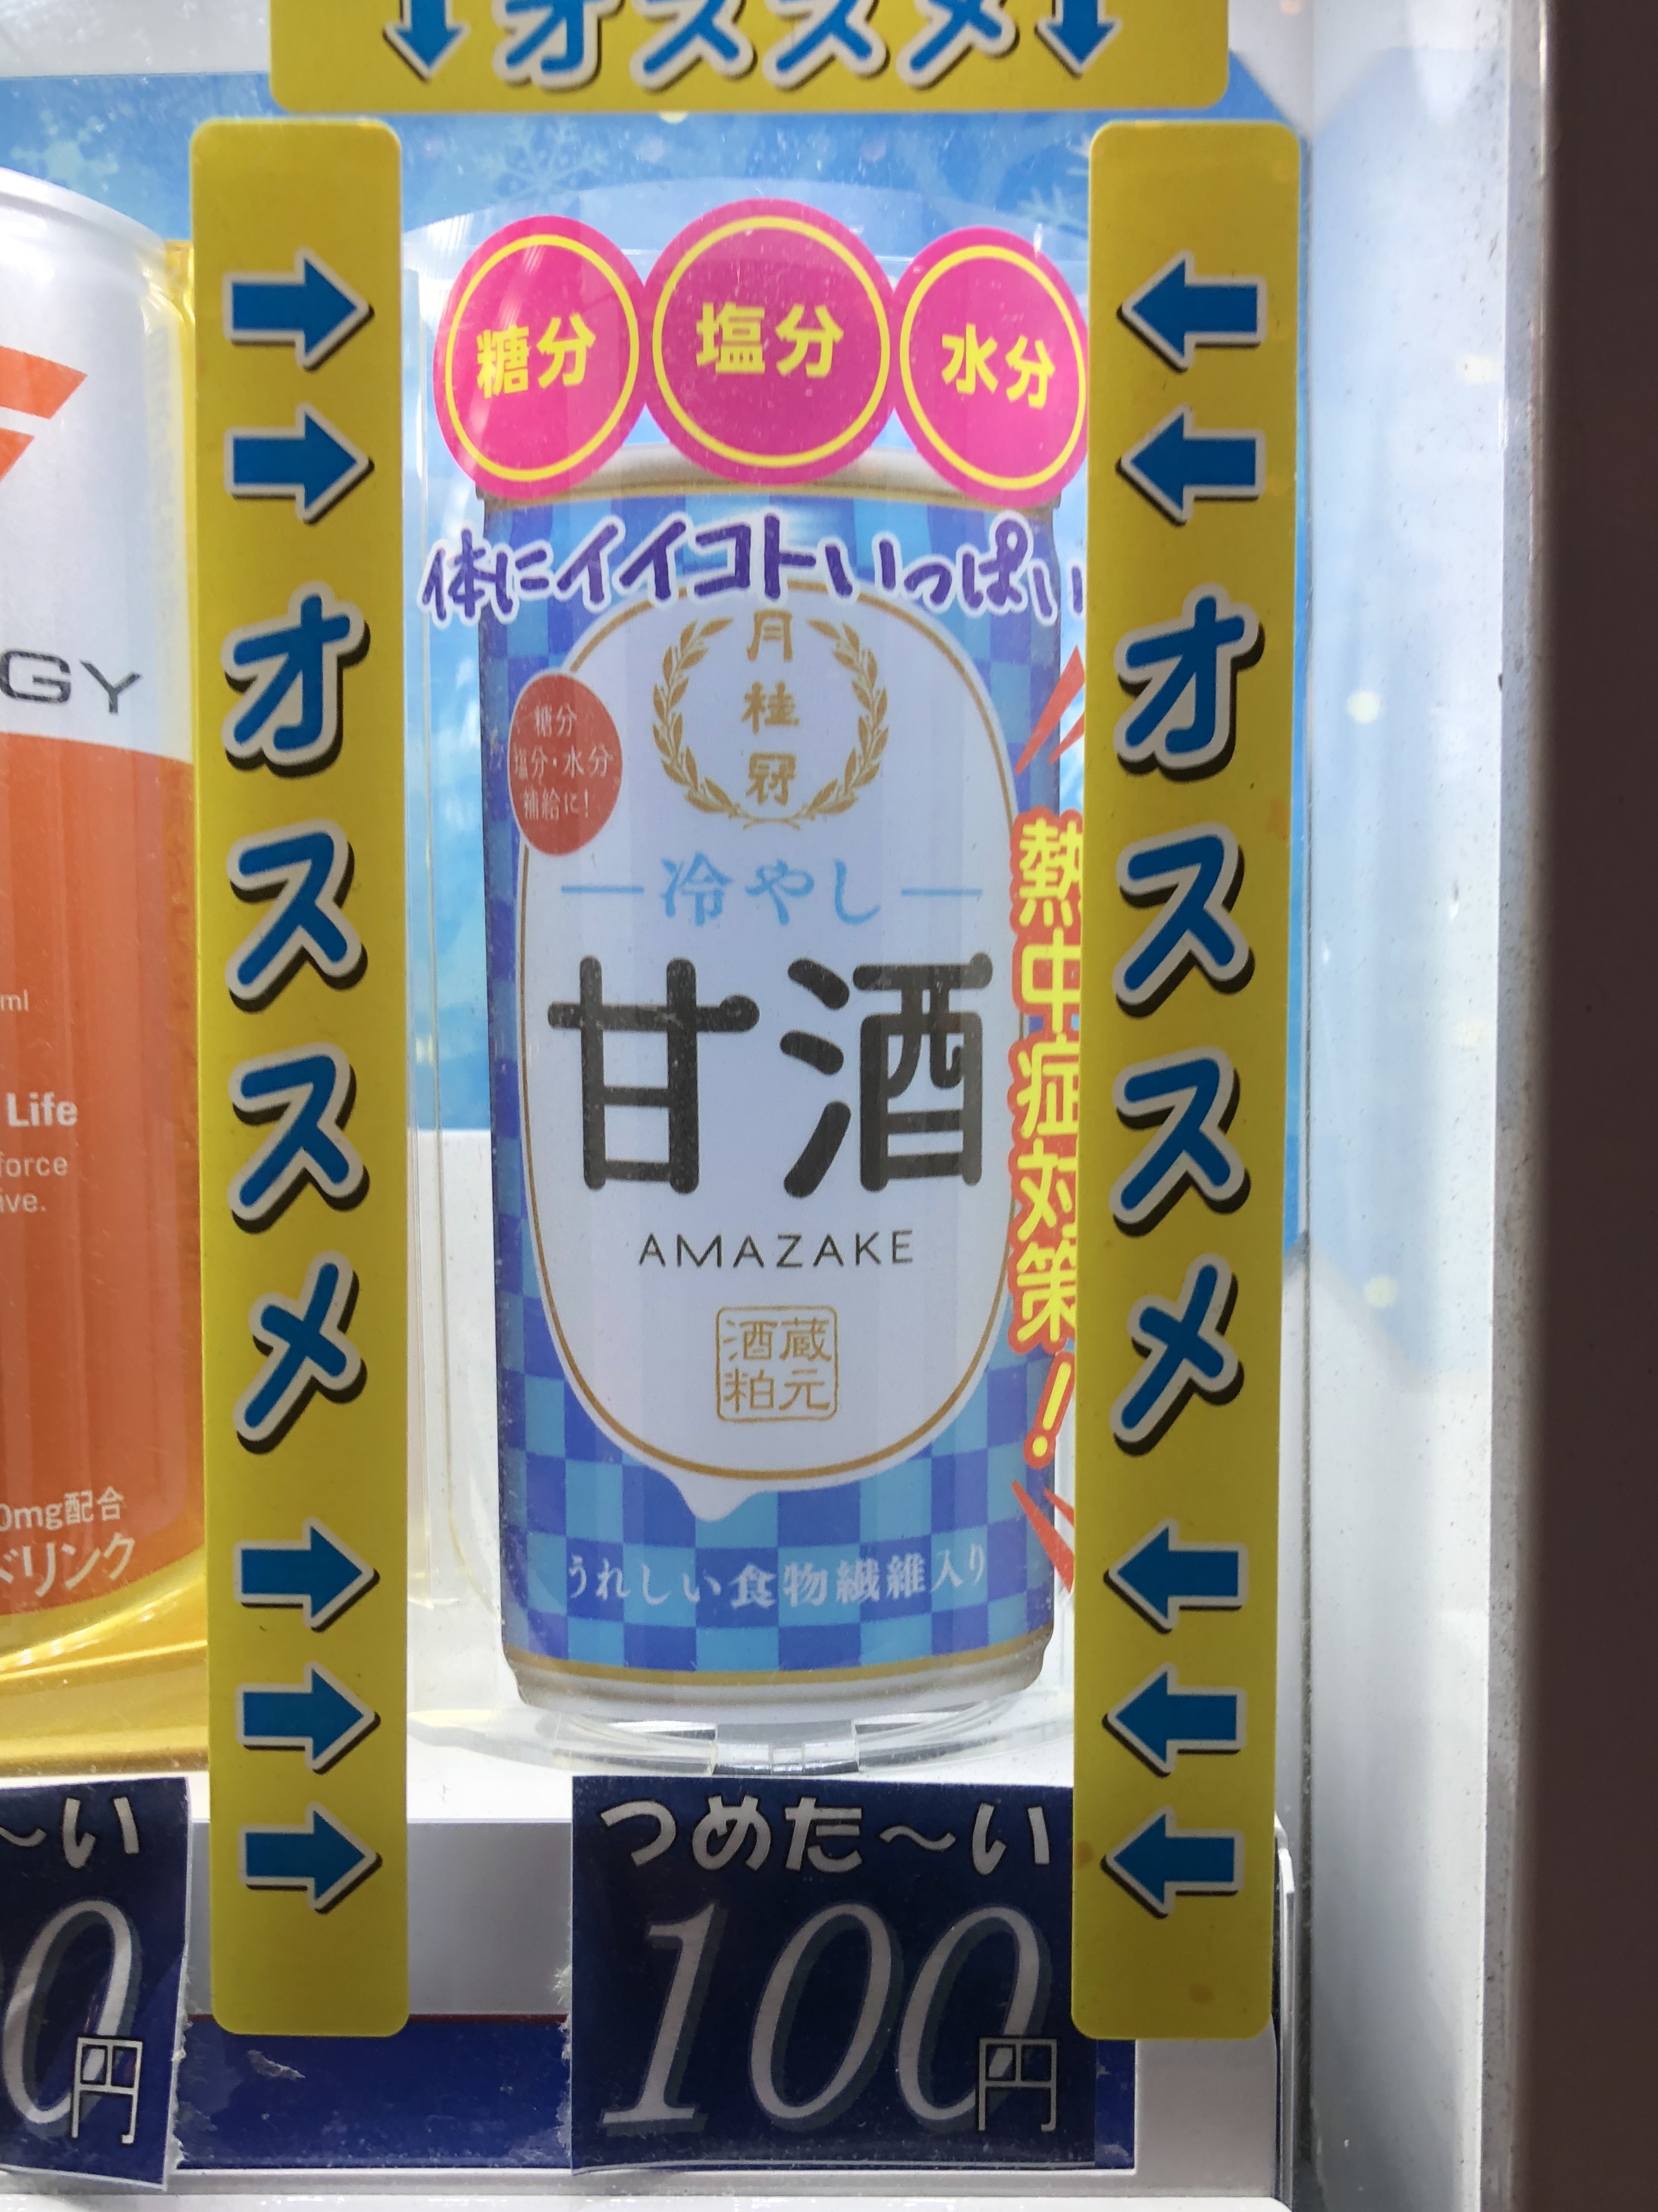 オススメ
オススメ
オススメ
糖分
塩分
水分
体にイイコトいっぱい
月桂冠
糖分
塩分・水分
補給に!
冷やし
甘酒
AMAZAKE
蔵元
酒粕
うれしい食物繊維入り
熱中症対策!
つめた〜い
100円
GY
ml
Life
force
ive.
0mg配合
ドリンク
〜い
0円